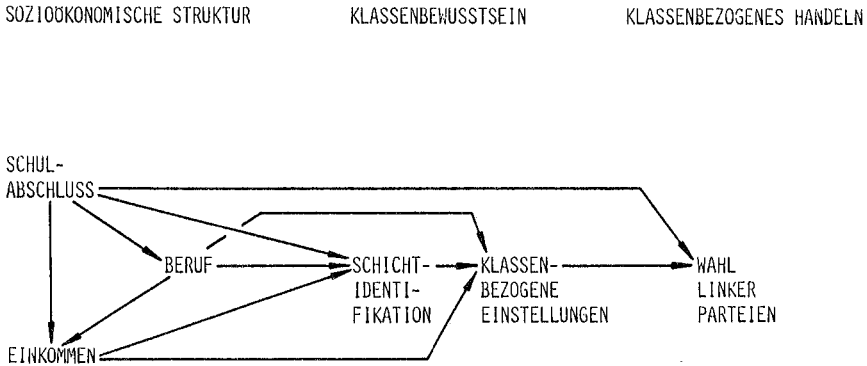 SOZIOÖKONOMISCHE STRUKTUR KLASSENBEWUSSTSEIN KLASSENBEZOGENES HANDELN
SCHUL-
ABSCHLUSS
BERUF
SCHICHT-
IDENTI-
FIKATION
KLASSEN-
BEZOGENE
EINSTELLUNGEN
WAHL
LINKER
PARTEIEN
EINKOMMEN